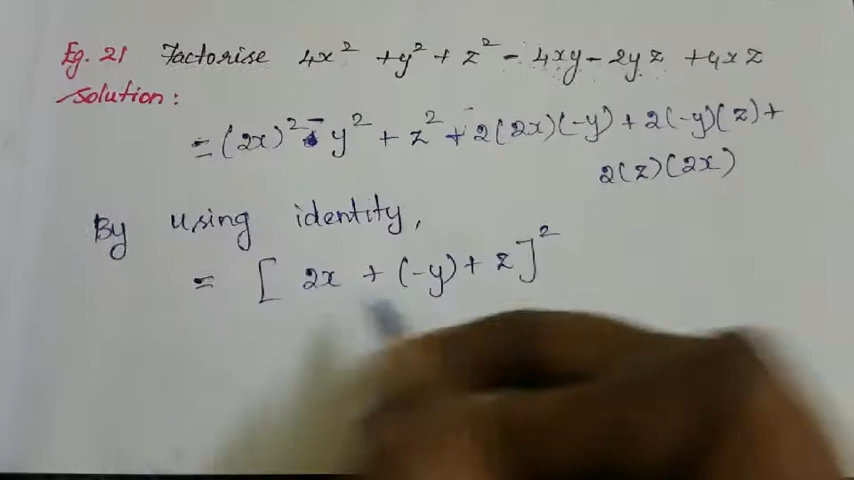 Eg. 21 Factorise 4x² + y² + z² - 4xy - 2yz + 4xz
Solution :
= (2x)² - y² + z² + 2(2x)(-y) + 2(-y)(z) +
2(z)(2x)
By using identity,
= [ 2x + (-y) + z ]²